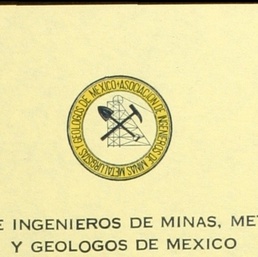 ASOCIACION DE INGENIEROS DE MINAS METALURGISTAS Y GEOLOGOS DE MEXICO
E INGENIEROS DE MINAS, ME
Y GEOLOGOS DE MEXICO